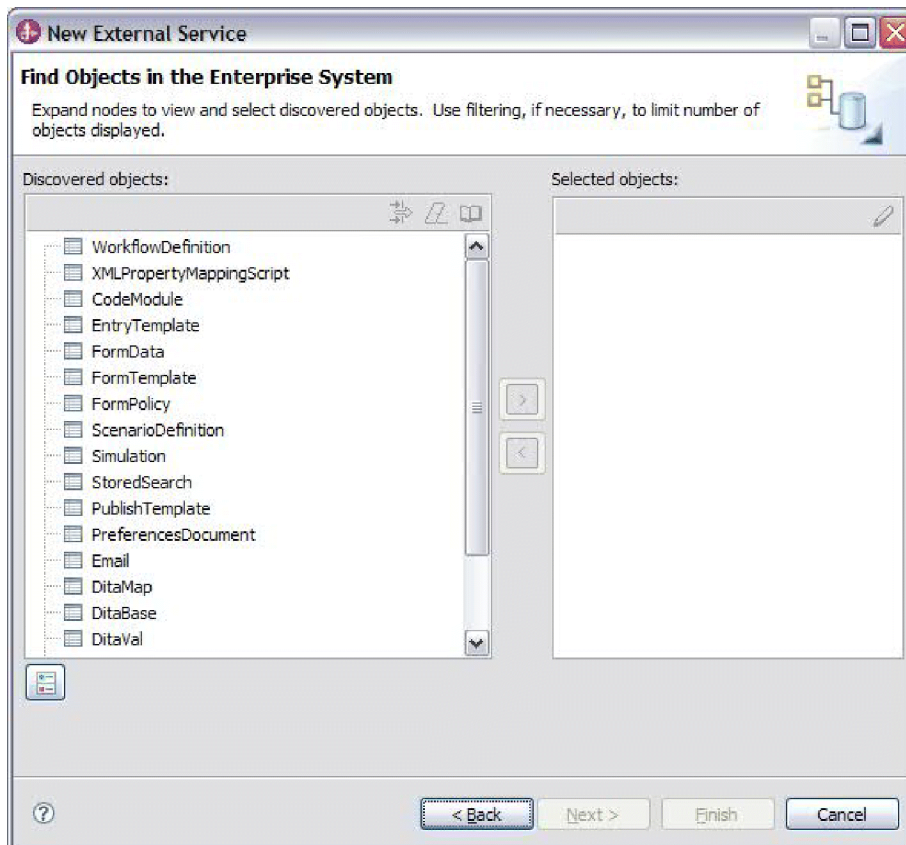 New External Service
Find Objects in the Enterprise System
Expand nodes to view and select discovered objects. Use filtering, if necessary, to limit number of
objects displayed.
Discovered objects:
Selected objects:
WorkflowDefinition
XMLPropertyMappingScript
CodeModule
EntryTemplate
FormData
FormTemplate
FormPolicy
ScenarioDefinition
Simulation
StoredSearch
PublishTemplate
PreferencesDocument
Email
DitaMap
DitaBase
DitaVal
>
<
?
< Back
Next >
Finish
Cancel